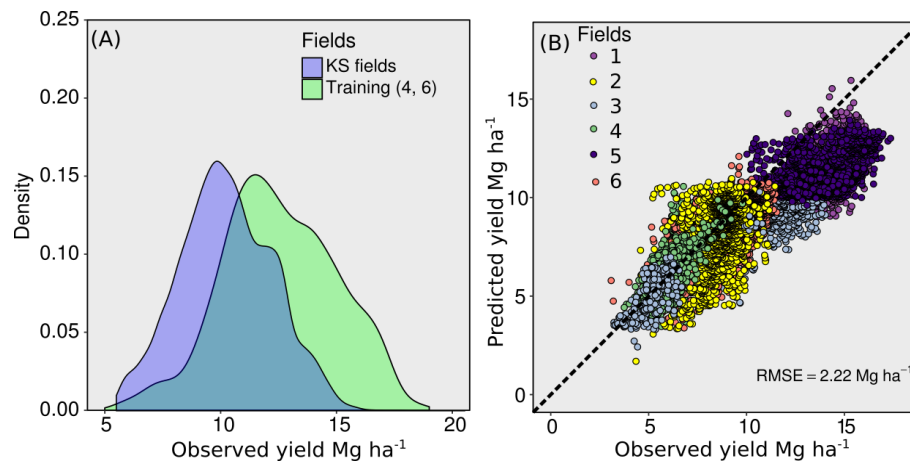 (A)
Fields
KS fields
Training (4, 6)
0.25
0.20
0.15
0.10
0.05
0.00
Density
5
10
15
20
Observed yield Mg ha⁻¹
(B)
Fields
1
2
3
4
5
6
15
10
5
0
Predicted yield Mg ha⁻¹
RMSE = 2.22 Mg ha⁻¹
0
5
10
15
Observed yield Mg ha⁻¹